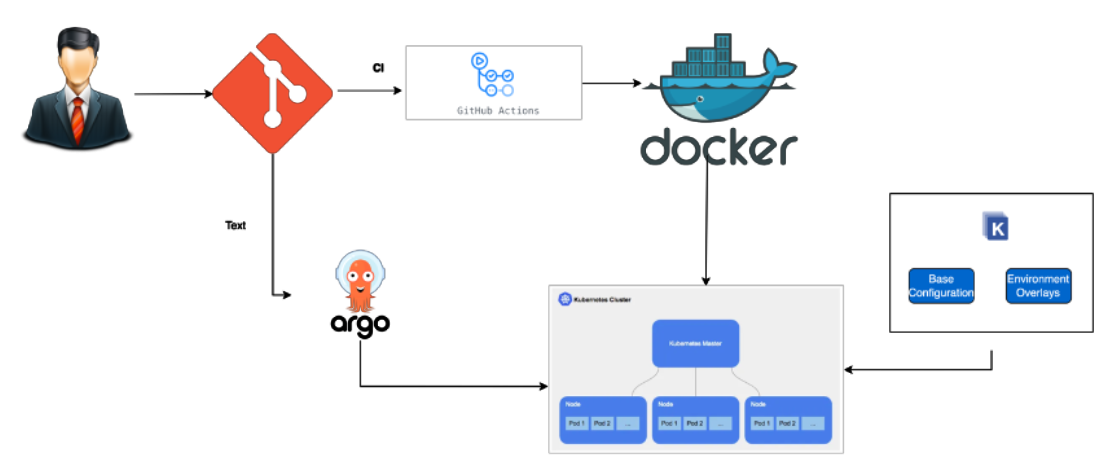 CI
GitHub Actions
docker
Text
argo
K
Base
Configuration
Environment
Overlays
Kubernetes Cluster
Kubernetes Master
Node
Pod 1 Pod 2 ...
Node
Pod 1 Pod 2 ...
Node
Pod 1 Pod 2 ...